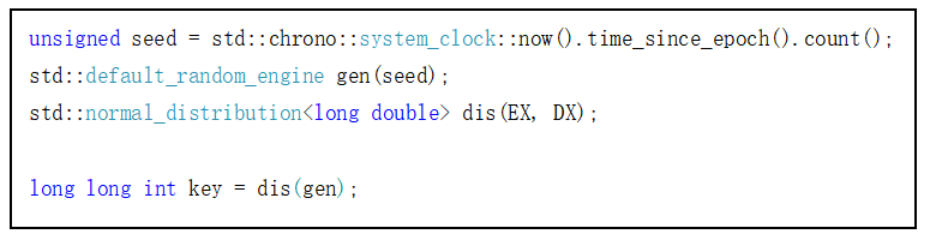 unsigned seed = std::chrono::system_clock::now().time_since_epoch().count();
std::default_random_engine gen(seed);
std::normal_distribution<long double> dis(EX, DX);
long long int key = dis(gen);